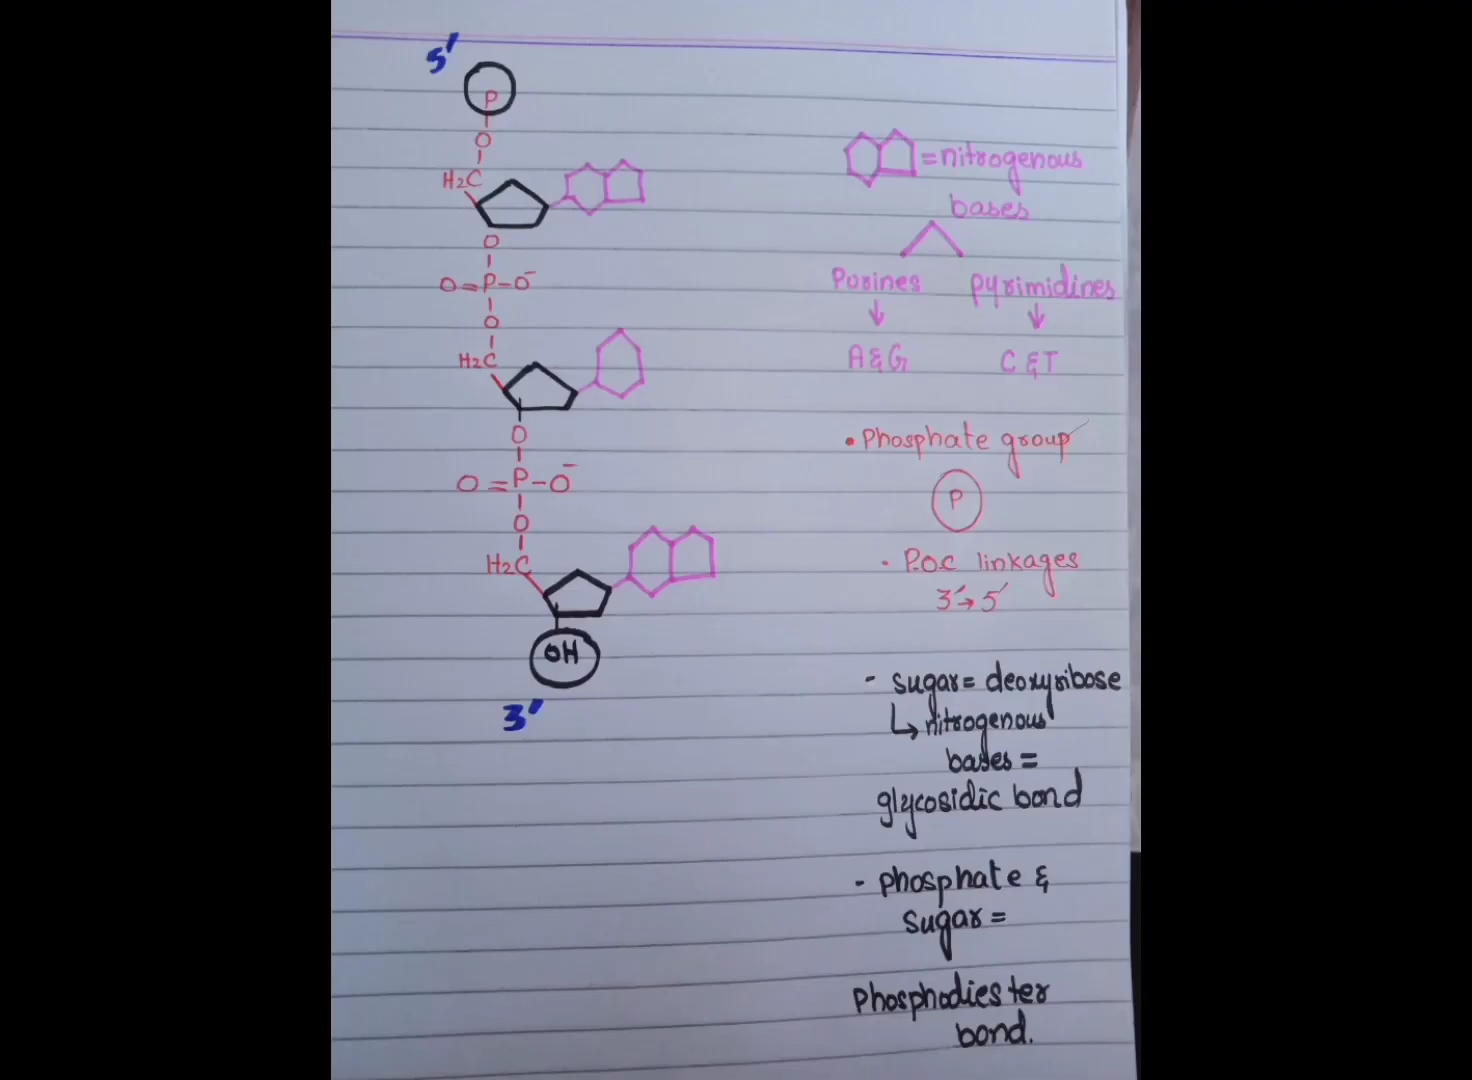 5'
P
O
H2C
O
O=P-O-
O
H2C
O
O=P-O-
O
H2C
OH
3'
=nitrogenous
bases
Purines pyrimidines
A&G C&T
• Phosphate group
P
• P.O.C linkages
3'→5'
- sugar= deoxyribose
↳ nitrogenous
bases =
glycosidic bond
- phosphate &
sugar =
Phosphodiester
bond.